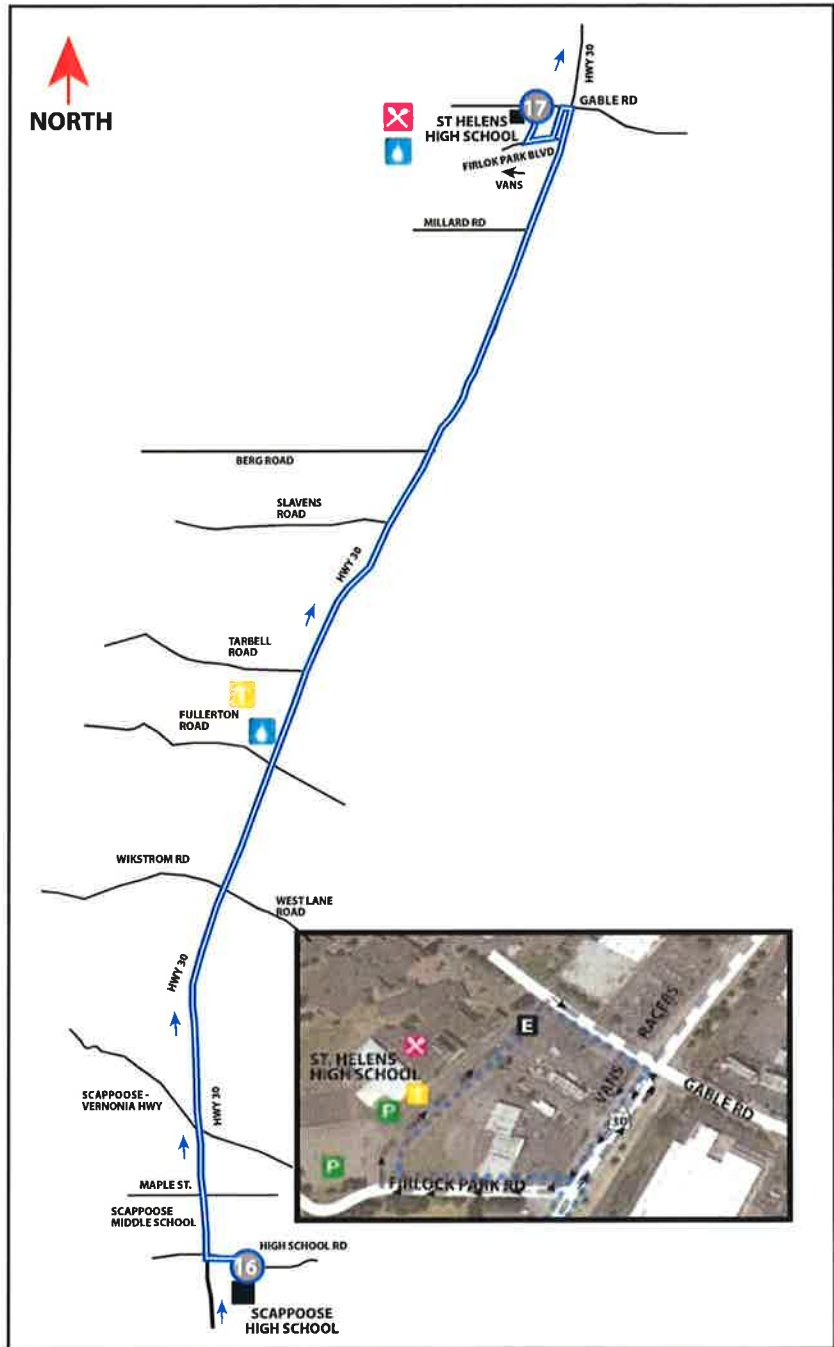 HWY 30
GABLE RD
17
NORTH
ST HELENS
HIGH SCHOOL
FIRLOK PARK BLVD
VANS
MILLARD RD
BERG ROAD
SLAVENS
ROAD
HWY 30
TARBELL
ROAD
FULLERTON
ROAD
WIKSTROM RD
WEST LANE
ROAD
HWY 30
SCAPPOOSE -
VERNONIA HWY
HWY 30
MAPLE ST.
SCAPPOOSE
MIDDLE SCHOOL
HIGH SCHOOL RD
16
SCAPPOOSE
HIGH SCHOOL
E
RACERS
ST. HELENS
HIGH SCHOOL
VANS
GABLE RD
P
30
P
FIRLOCK PARK RD